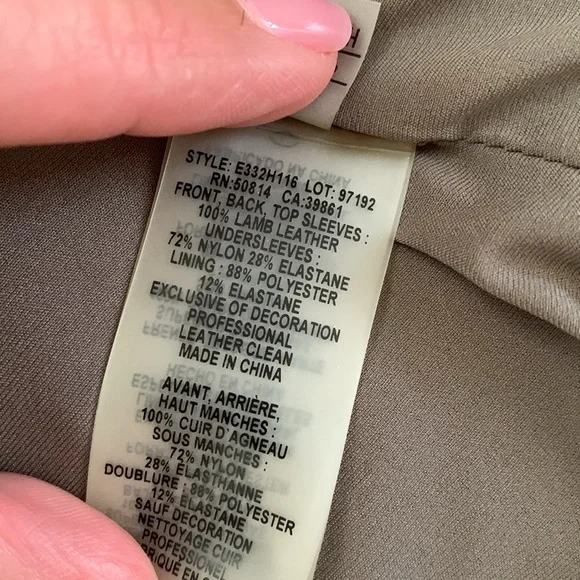 H
STYLE: E332H116 LOT: 97192
RN:50814 CA:39861
FRONT, BACK, TOP SLEEVES :
100% LAMB LEATHER
UNDERSLEEVES :
72% NYLON 28% ELASTANE
LINING : 88% POLYESTER
12% ELASTANE
EXCLUSIVE OF DECORATION
PROFESSIONAL
LEATHER CLEAN
MADE IN CHINA
AVANT, ARRIÈRE,
HAUT MANCHES :
100% CUIR D'AGNEAU
SOUS MANCHES :
72% NYLON
28% ÉLASTHANNE
DOUBLURE : 88% POLYESTER
12% ELASTANE
SAUF DECORATION
NETTOYAGE CUIR
PROFESSIONEL